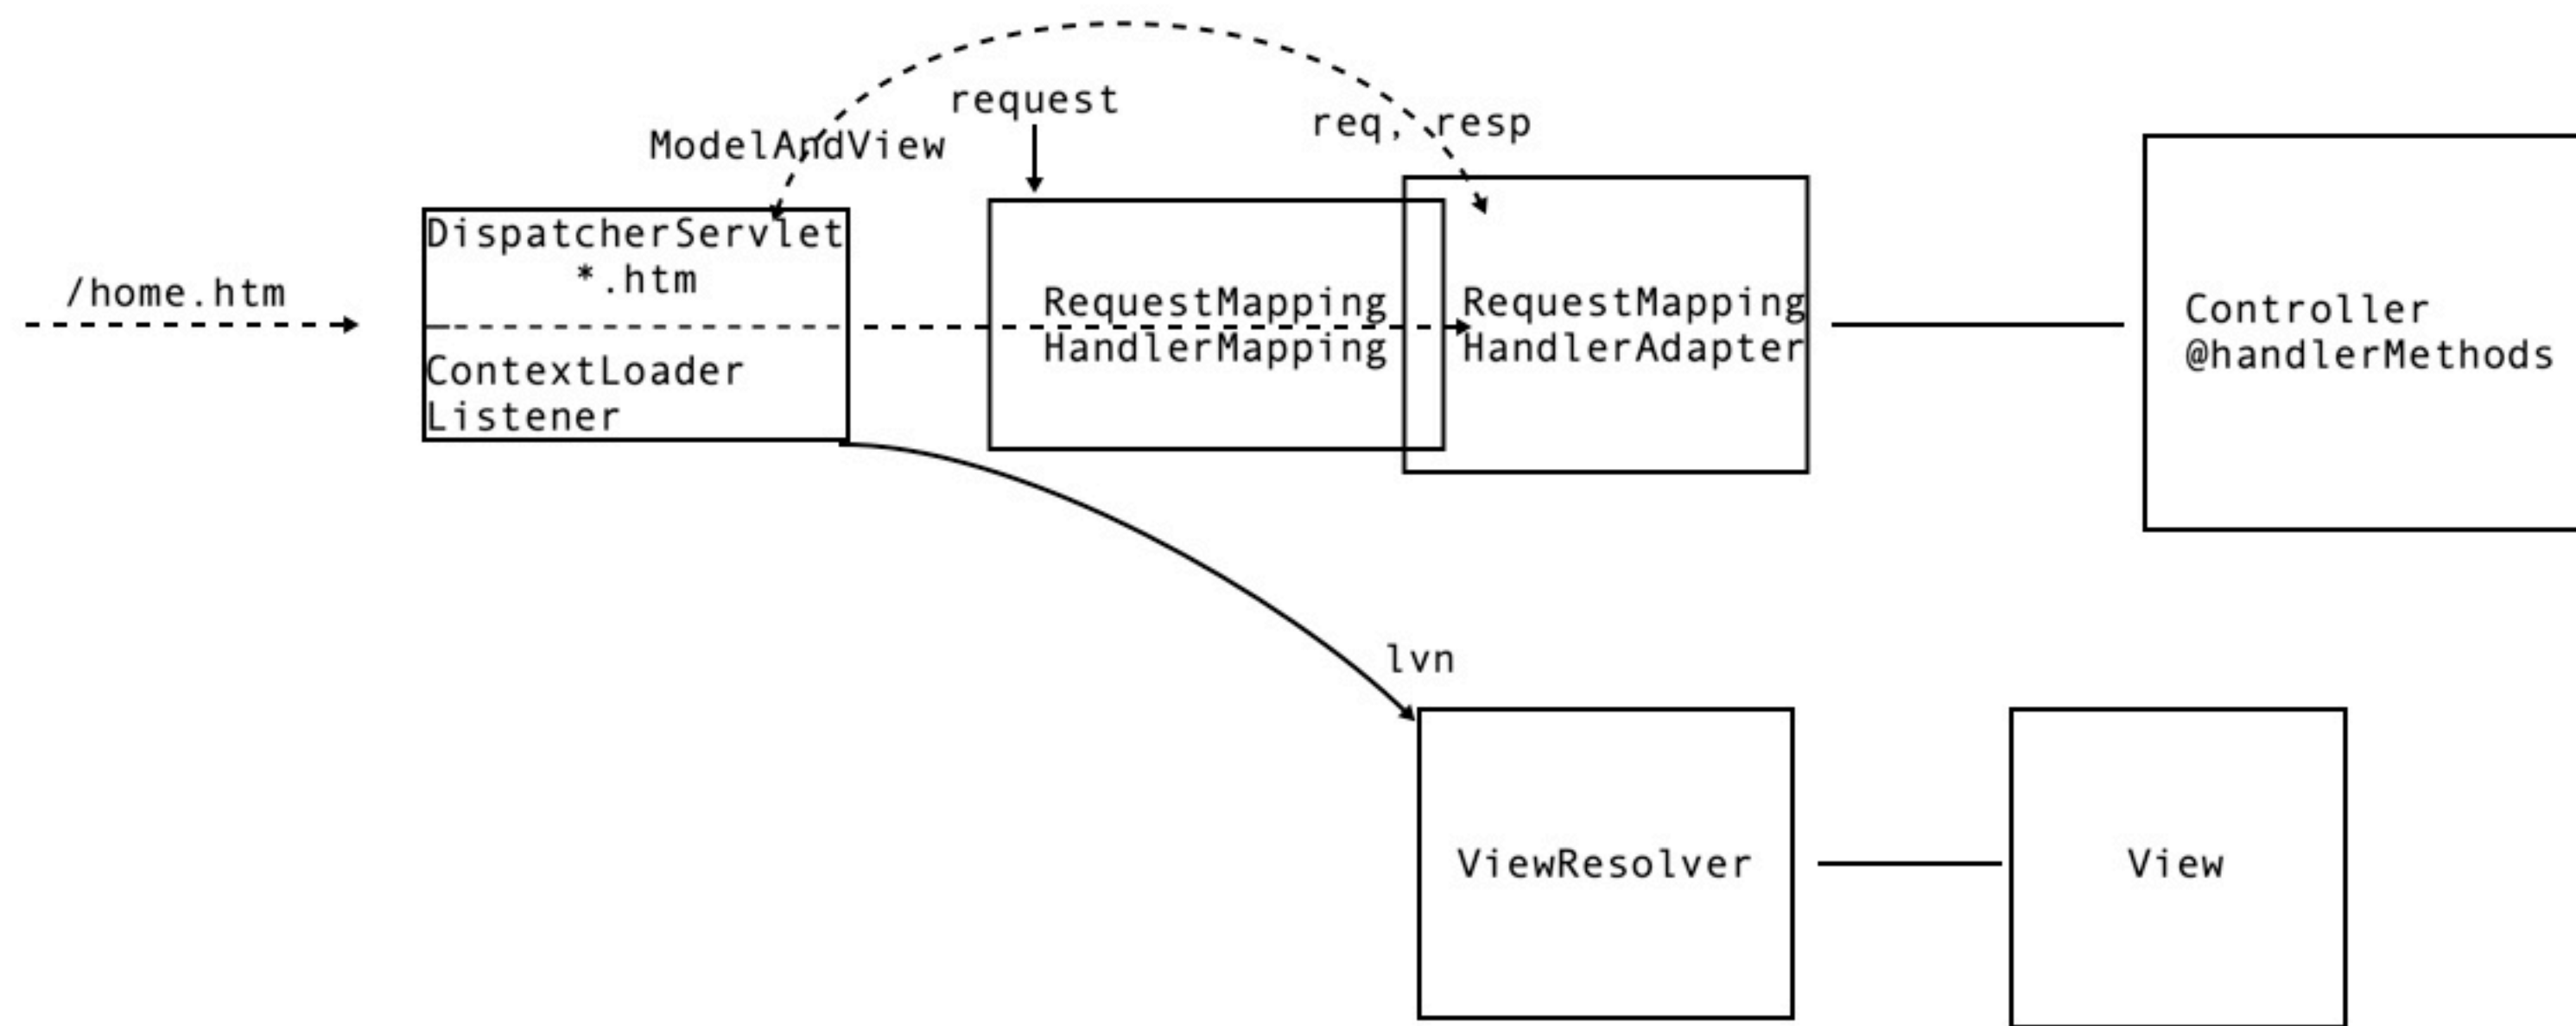 request
req, resp
ModelAndView
DispatcherServlet
*.htm
/home.htm
ContextLoader
Listener
RequestMapping
HandlerMapping
RequestMapping
HandlerAdapter
Controller
@handlerMethods
lvn
ViewResolver
View